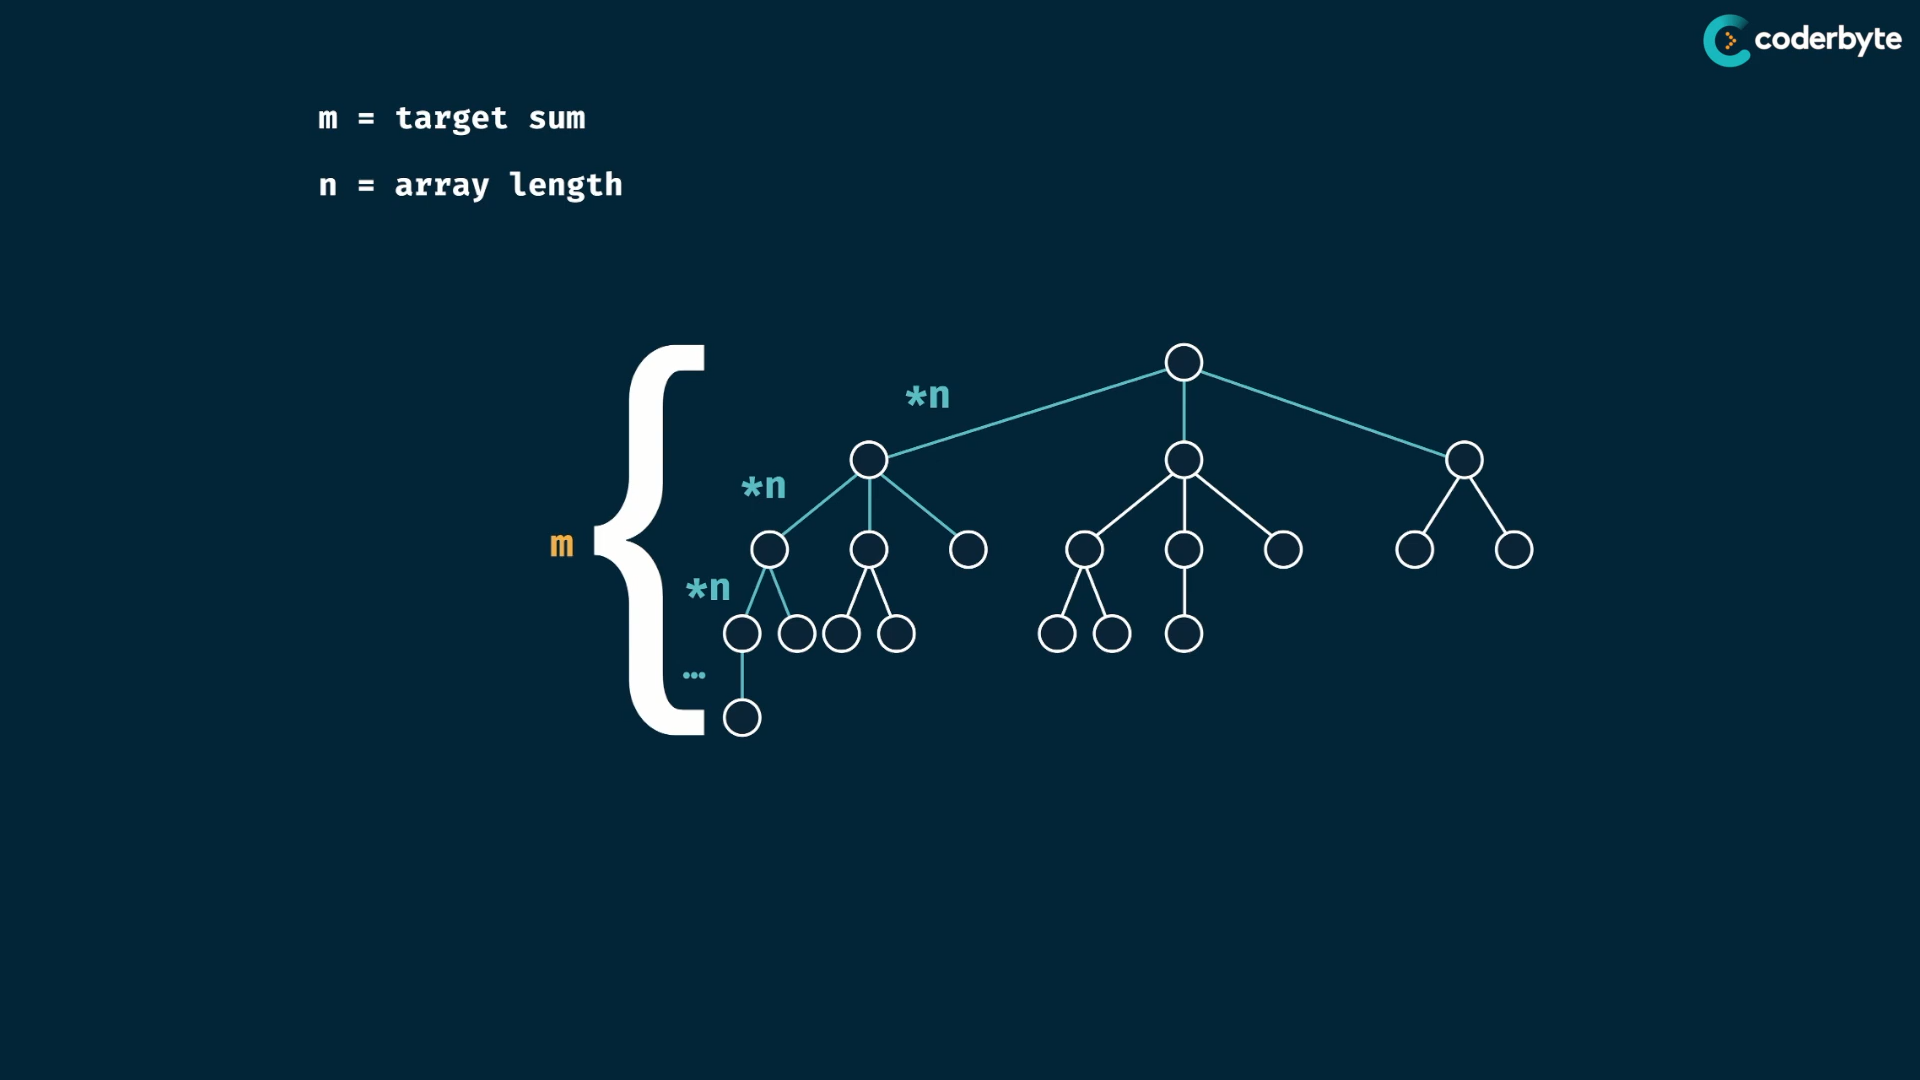 coderbyte
m = target sum
n = array length
*n
*n
m
*n
...